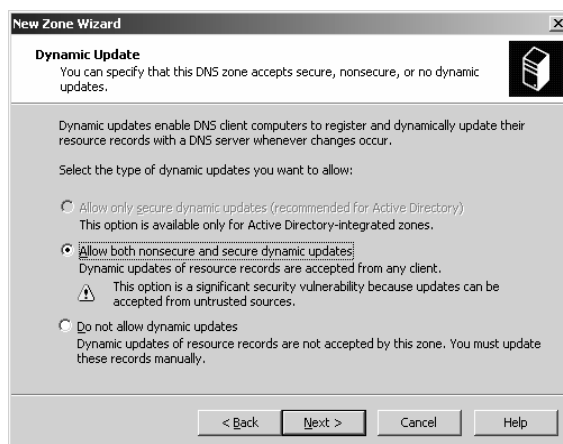 New Zone Wizard
Dynamic Update
You can specify that this DNS zone accepts secure, nonsecure, or no dynamic
updates.
Dynamic updates enable DNS client computers to register and dynamically update their
resource records with a DNS server whenever changes occur.
Select the type of dynamic updates you want to allow:
Allow only secure dynamic updates (recommended for Active Directory)
This option is available only for Active Directory-integrated zones.
Allow both nonsecure and secure dynamic updates
Dynamic updates of resource records are accepted from any client.
This option is a significant security vulnerability because updates can be
accepted from untrusted sources.
Do not allow dynamic updates
Dynamic updates of resource records are not accepted by this zone. You must update
these records manually.
< Back Next > Cancel Help